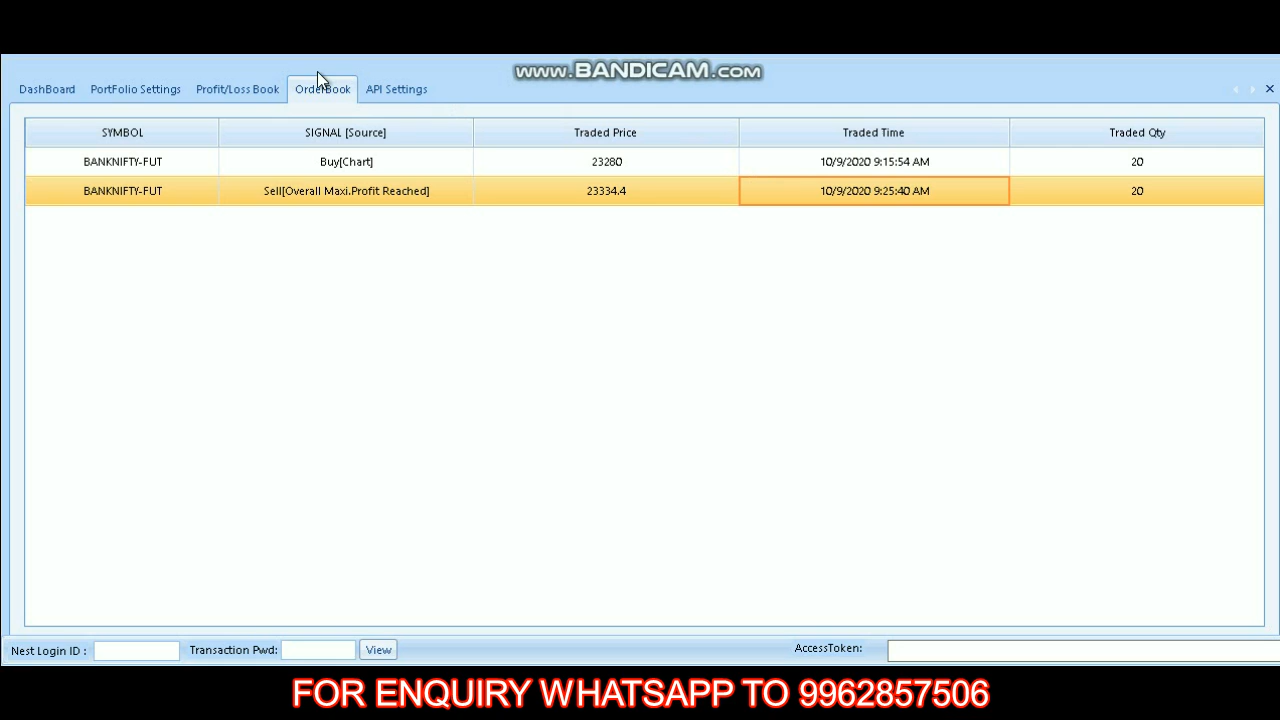 www.BANDICAM.com
DashBoard PortFolio Settings Profit/Loss Book OrderBook API Settings
SYMBOL SIGNAL [Source] Traded Price Traded Time Traded Qty
BANKNIFTY-FUT Buy[Chart] 23280 10/9/2020 9:15:54 AM 20
BANKNIFTY-FUT Sell[Overall Maxi.Profit Reached] 23334.4 10/9/2020 9:25:40 AM 20
Nest Login ID : Transaction Pwd: View AccessToken:
FOR ENQUIRY WHATSAPP TO 9962857506